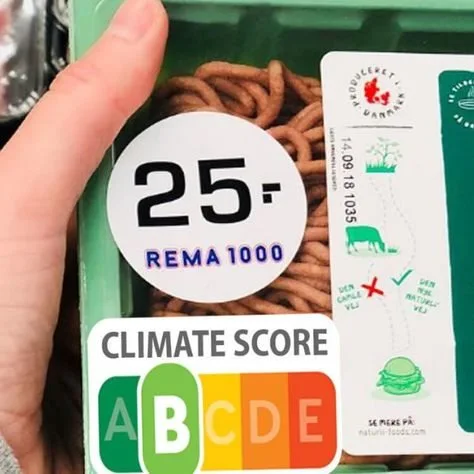 PRODUCERET I
DANMARK
14.09.18 1035
25.-
REMA 1000
DEN
GAMLE
VEJ
DEN
NYE
NATURLI'
VEJ
CLIMATE SCORE
A B C D E
SE MERE PÅ:
naturli-foods.com